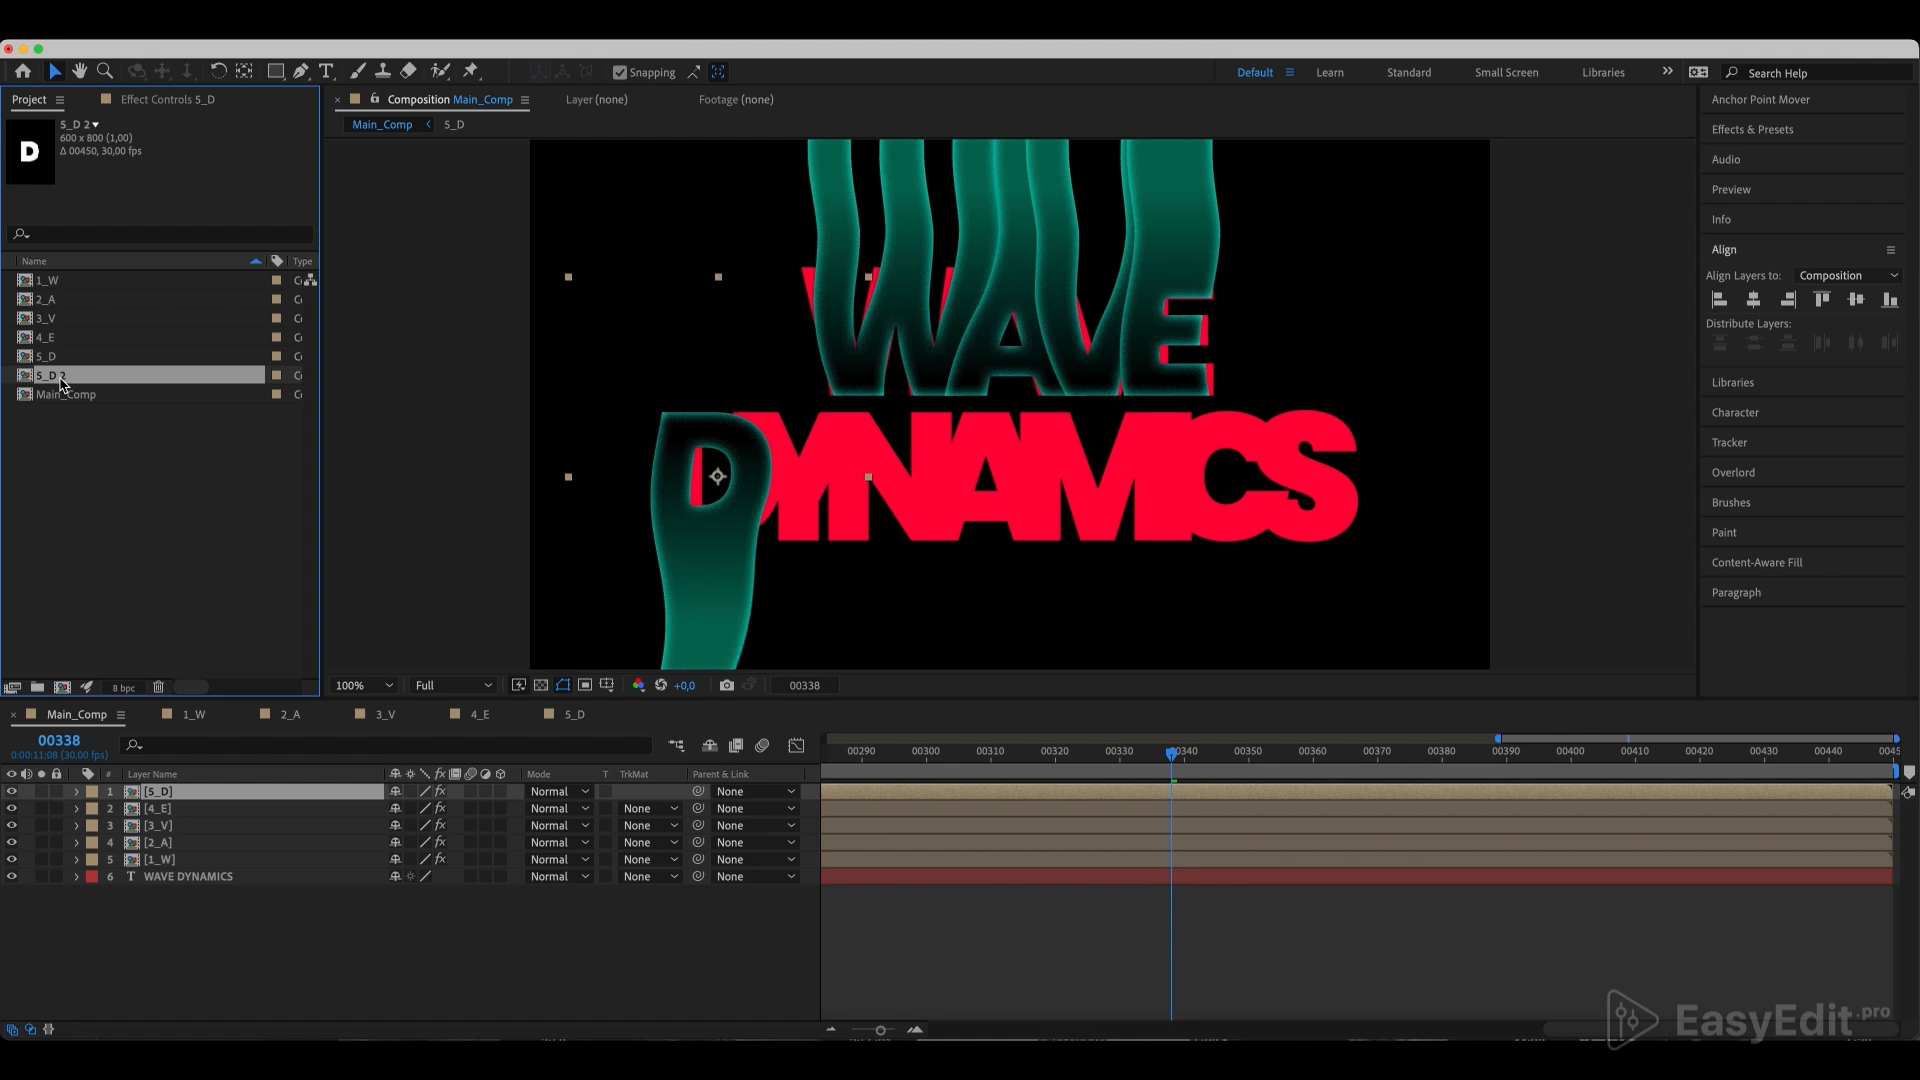 Snapping
Default
Learn
Standard
Small Screen
Libraries
Search Help
Project
Effect Controls 5_D
Composition Main_Comp
Layer (none)
Footage (none)
Anchor Point Mover
5_D 2
600 x 800 (1,00)
Δ 00450, 30,00 fps
D
Main_Comp
5_D
Effects & Presets
Audio
Preview
Info
Align
Align Layers to:
Composition
Distribute Layers:
Libraries
Character
Tracker
Overlord
Brushes
Paint
Content-Aware Fill
Paragraph
Name
Type
1_W
2_A
3_V
4_E
5_D
5_D 2
Main_Comp
WAVE
DYNAMICS
8 bpc
100%
Full
+0,0
00338
Main_Comp
1_W
2_A
3_V
4_E
5_D
00338
0:00:11:08 (30.00 fps)
00290
00300
00310
00320
00330
00340
00350
00360
00370
00380
00390
00400
00410
00420
00430
00440
0045
#
Layer Name
fx
Mode
T
TrkMat
Parent & Link
1 [5_D] fx Normal None
2 [4_E] fx Normal None None
3 [3_V] fx Normal None None
4 [2_A] fx Normal None None
5 [1_W] fx Normal None None
6 T WAVE DYNAMICS Normal None None
EasyEdit.pro